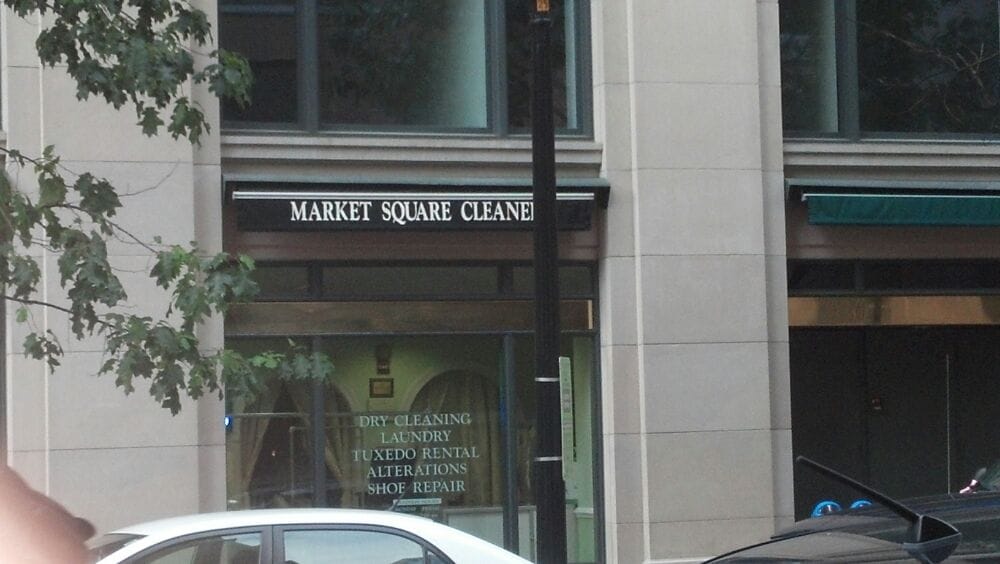 MARKET SQUARE CLEANE
DRY CLEANING
LAUNDRY
TUXEDO RENTAL
ALTERATIONS
SHOE REPAIR